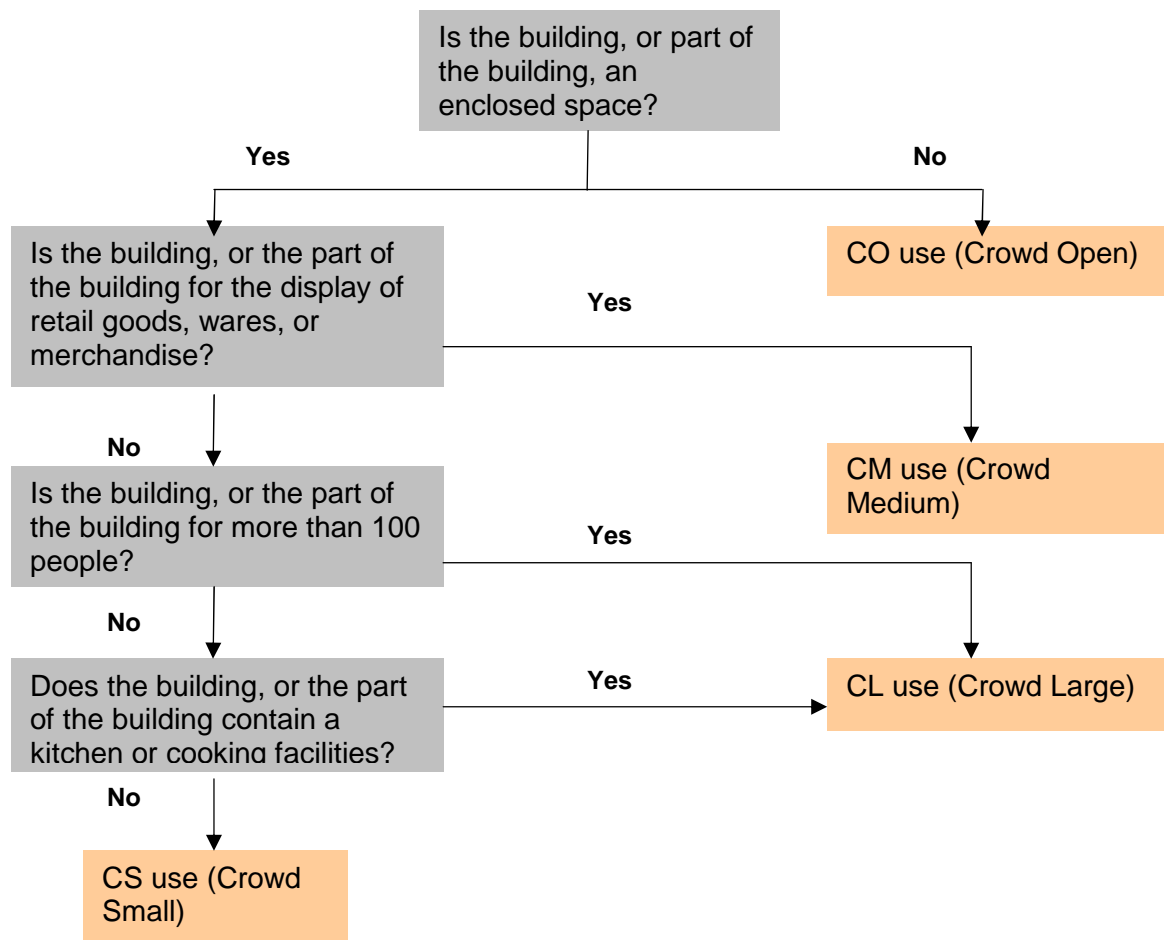 Is the building, or part of
the building, an
enclosed space?
Yes
No
Is the building, or the part of
the building for the display of
retail goods, wares, or
merchandise?
CO use (Crowd Open)
Yes
No
CM use (Crowd
Medium)
Is the building, or the part of
the building for more than 100
people?
Yes
No
Does the building, or the part
of the building contain a
kitchen or cooking facilities?
Yes
CL use (Crowd Large)
No
CS use (Crowd
Small)